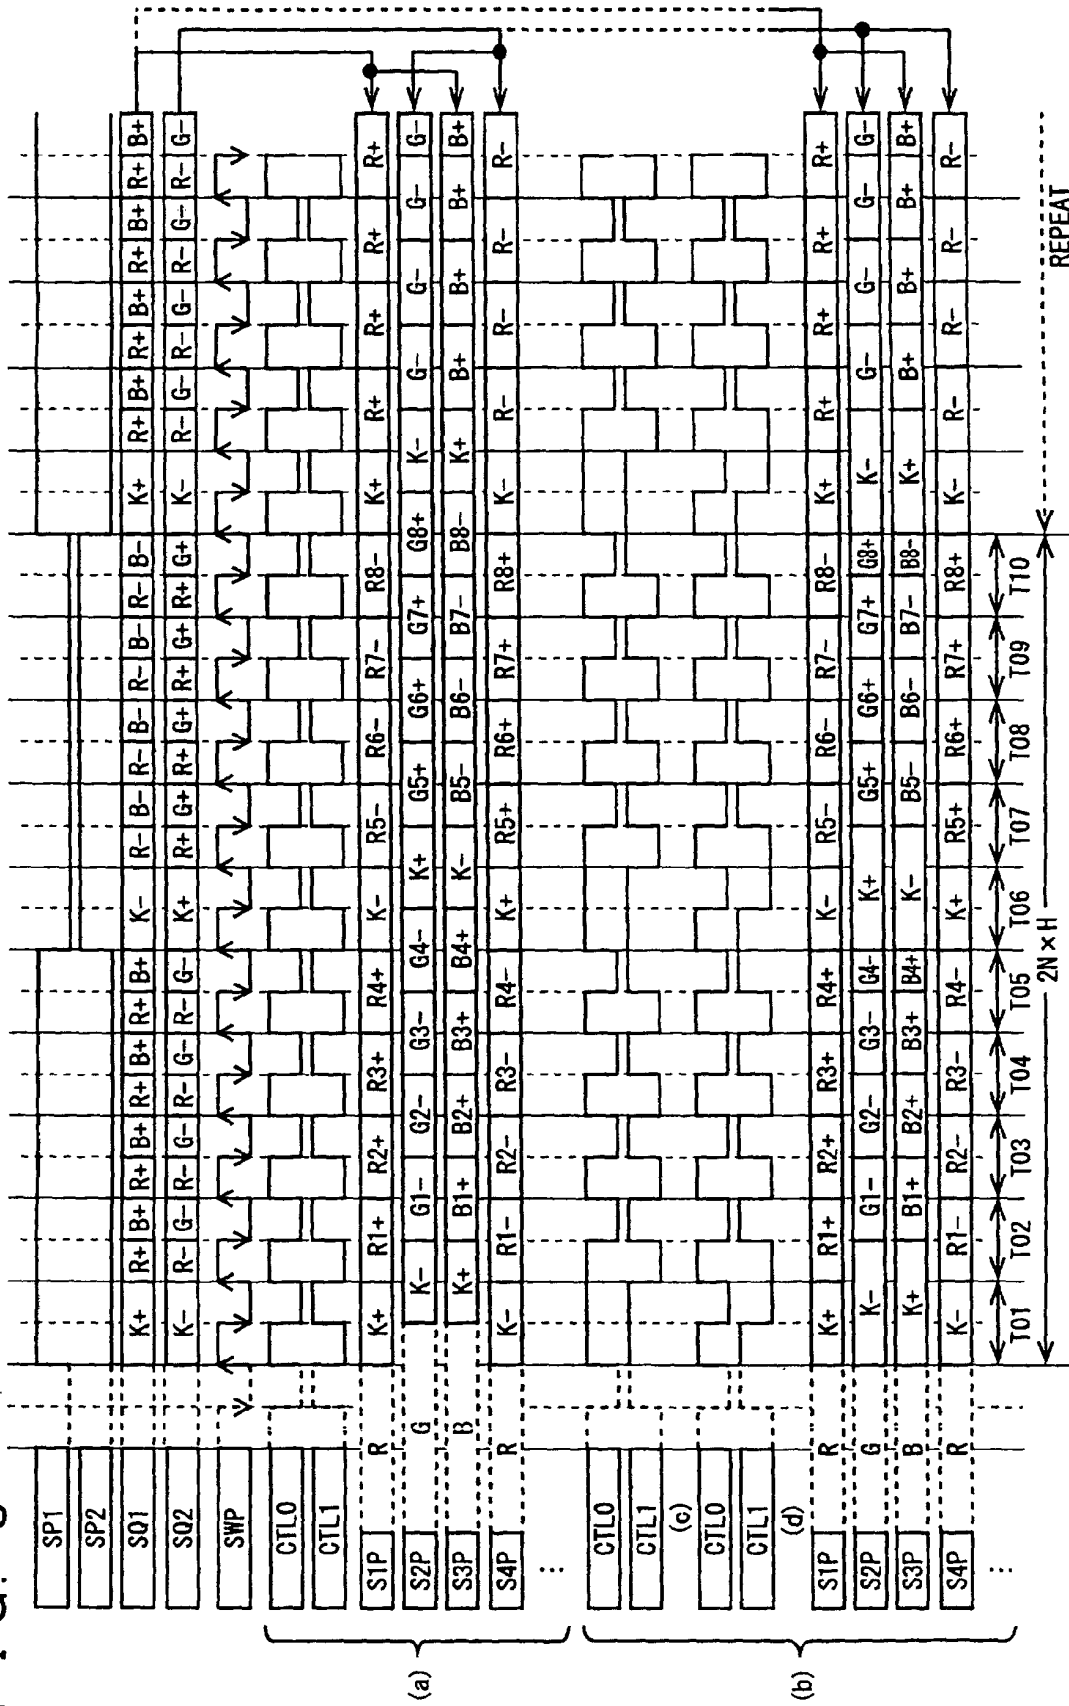 SP1
SP2
SQ1 K+ R+ B+ R+ B+ R+ B+ R+ B+ K- R- B- R- B- R- B- R- B- K+ R+ B+ R+ B+ R+ B+ R+ B+
SQ2 K- R- G- R- G- R- G- R- G- K+ R+ G+ R+ G+ R+ G+ R+ G+ K- R- G- R- G- R- G- R- G-
SWP
(a)
CTL0
CTL1
S1P R K+ R1+ R2+ R3+ R4+ K- R5- R6- R7- R8- K+ R+ R+ R+ R+
S2P G K- G1- G2- G3- G4- K+ G5+ G6+ G7+ G8+ K- G- G- G- G-
S3P B K+ B1+ B2+ B3+ B4+ K- B5- B6- B7- B8- K+ B+ B+ B+ B+
S4P R K- R1- R2- R3- R4- K+ R5+ R6+ R7+ R8+ K- R- R- R- R-
...
(b)
CTL0
CTL1
(c)
CTL0
CTL1
(d)
S1P R K+ R1+ R2+ R3+ R4+ K- R5- R6- R7- R8- K+ R+ R+ R+ R+
S2P G K- G1- G2- G3- G4- K+ G5+ G6+ G7+ G8+ K- G- G- G- G-
S3P B K+ B1+ B2+ B3+ B4+ K- B5- B6- B7- B8- K+ B+ B+ B+ B+
S4P R K- R1- R2- R3- R4- K+ R5+ R6+ R7+ R8+ K- R- R- R- R-
...
T01 T02 T03 T04 T05 T06 T07 T08 T09 T10
2N×H REPEAT